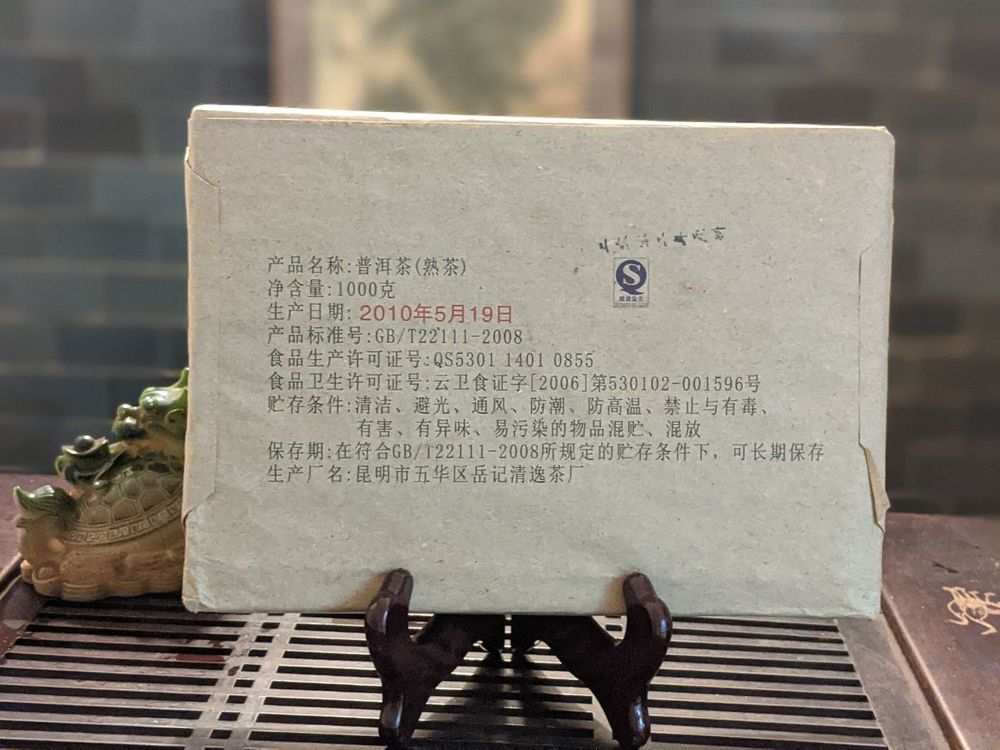 产品名称:普洱茶(熟茶)
净含量:1000克
生产日期: 2010年5月19日
产品标准号:GB/T22111-2008
食品生产许可证号:QS5301 1401 0855
食品卫生许可证号:云卫食证字[2006]第530102-001596号
贮存条件:清洁、避光、通风、防潮、防高温、禁止与有毒、
有害、有异味、易污染的物品混贮、混放
保存期:在符合GB/T22111-2008所规定的贮存条件下，可长期保存
生产厂名:昆明市五华区岳记清逸茶厂